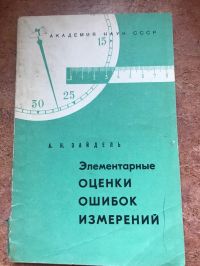 АКАДЕМИЯ НАУК СССР
15
30
25
А. Н. ЗАЙДЕЛЬ
Элементарные
ОЦЕНКИ
ОШИБОК
ИЗМЕРЕНИЙ